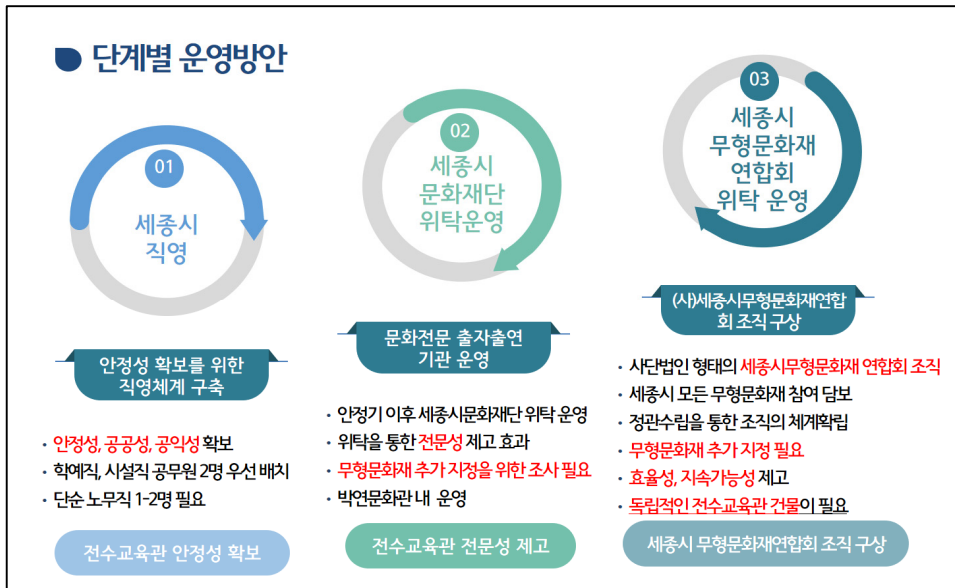 단계별 운영방안
01
세종시
직영
안정성 확보를 위한
직영체계 구축
• 안정성, 공공성, 공익성 확보
• 학예직, 시설직 공무원 2명 우선 배치
• 단순 노무직 1-2명 필요
전수교육관 안정성 확보
02
세종시
문화재단
위탁운영
문화전문 출자출연
기관 운영
• 안정기 이후 세종시문화재단 위탁 운영
• 위탁을 통한 전문성 제고 효과
• 무형문화재 추가 지정을 위한 조사 필요
• 박연문화관 내 운영
전수교육관 전문성 제고
03
세종시
무형문화재
연합회
위탁 운영
(사)세종시무형문화재연합
회 조직 구상
• 사단법인 형태의 세종시무형문화재 연합회 조직
• 세종시 모든 무형문화재 참여 담보
• 정관수립을 통한 조직의 체계확립
• 무형문화재 추가 지정 필요
• 효율성, 지속가능성 제고
• 독립적인 전수교육관 건물이 필요
세종시 무형문화재연합회 조직 구상